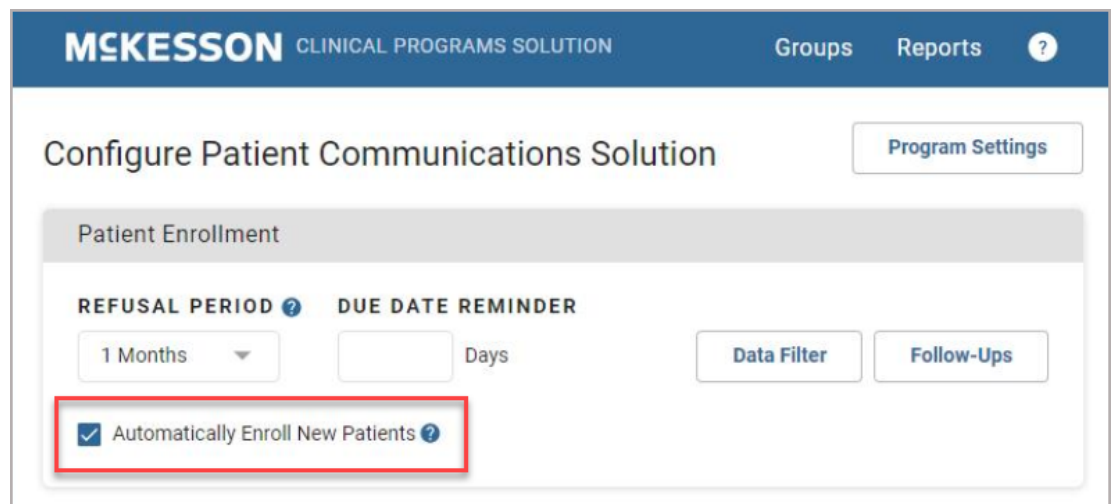 MCKESSON CLINICAL PROGRAMS SOLUTION Groups Reports ?
Configure Patient Communications Solution Program Settings
Patient Enrollment
REFUSAL PERIOD ? DUE DATE REMINDER
1 Months Days Data Filter Follow-Ups
Automatically Enroll New Patients ?